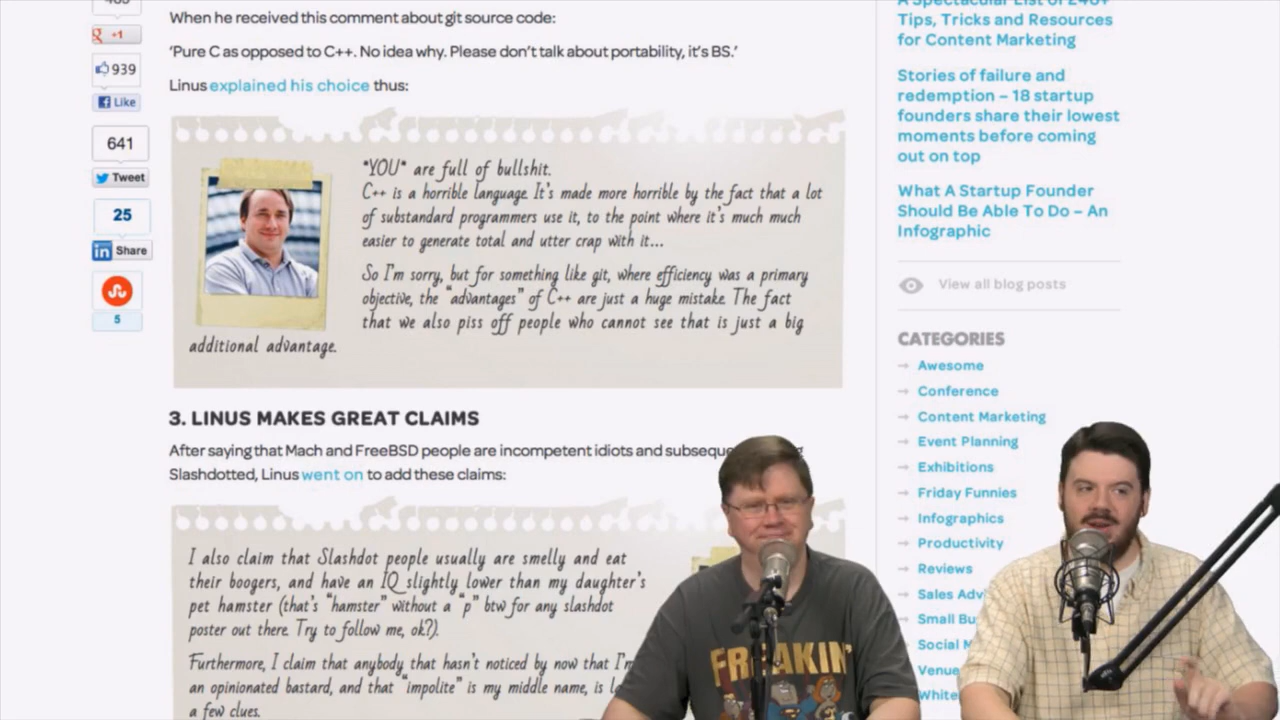 When he received this comment about git source code:
+1
'Pure C as opposed to C++. No idea why. Please don't talk about portability, it's BS.'
939
Like
Linus explained his choice thus:
641
Tweet
25
Share
5
*YOU* are full of bullshit.
C++ is a horrible language. It's made more horrible by the fact that a lot
of substandard programmers use it, to the point where it's much much
easier to generate total and utter crap with it...
So I'm sorry, but for something like git, where efficiency was a primary
objective, the "advantages" of C++ are just a huge mistake. The fact
that we also piss off people who cannot see that is just a big
additional advantage.
3. LINUS MAKES GREAT CLAIMS
After saying that Mach and FreeBSD people are incompetent idiots and
Slashdotted, Linus went on to add these claims:
I also claim that Slashdot people usually are smelly and eat
their boogers, and have an IQ slightly lower than my daughter's
pet hamster (that's "hamster" without a "p" btw for any slashdot
poster out there. Try to follow me, ok?).
Furthermore, I claim that anybody that hasn't noticed by now that I'm
an opinionated bastard, and that "impolite" is my middle name, is
a few clues.
A Spectacular List of 240+
Tips, Tricks and Resources
for Content Marketing
Stories of failure and
redemption – 18 startup
founders share their lowest
moments before coming
out on top
What A Startup Founder
Should Be Able To Do – An
Infographic
View all blog posts
CATEGORIES
Awesome
Conference
Content Marketing
Event Planning
Exhibitions
Friday Funnies
Infographics
Productivity
Reviews
Sales Adv
Small Bu
Social M
Venue
White
FREAKIN'